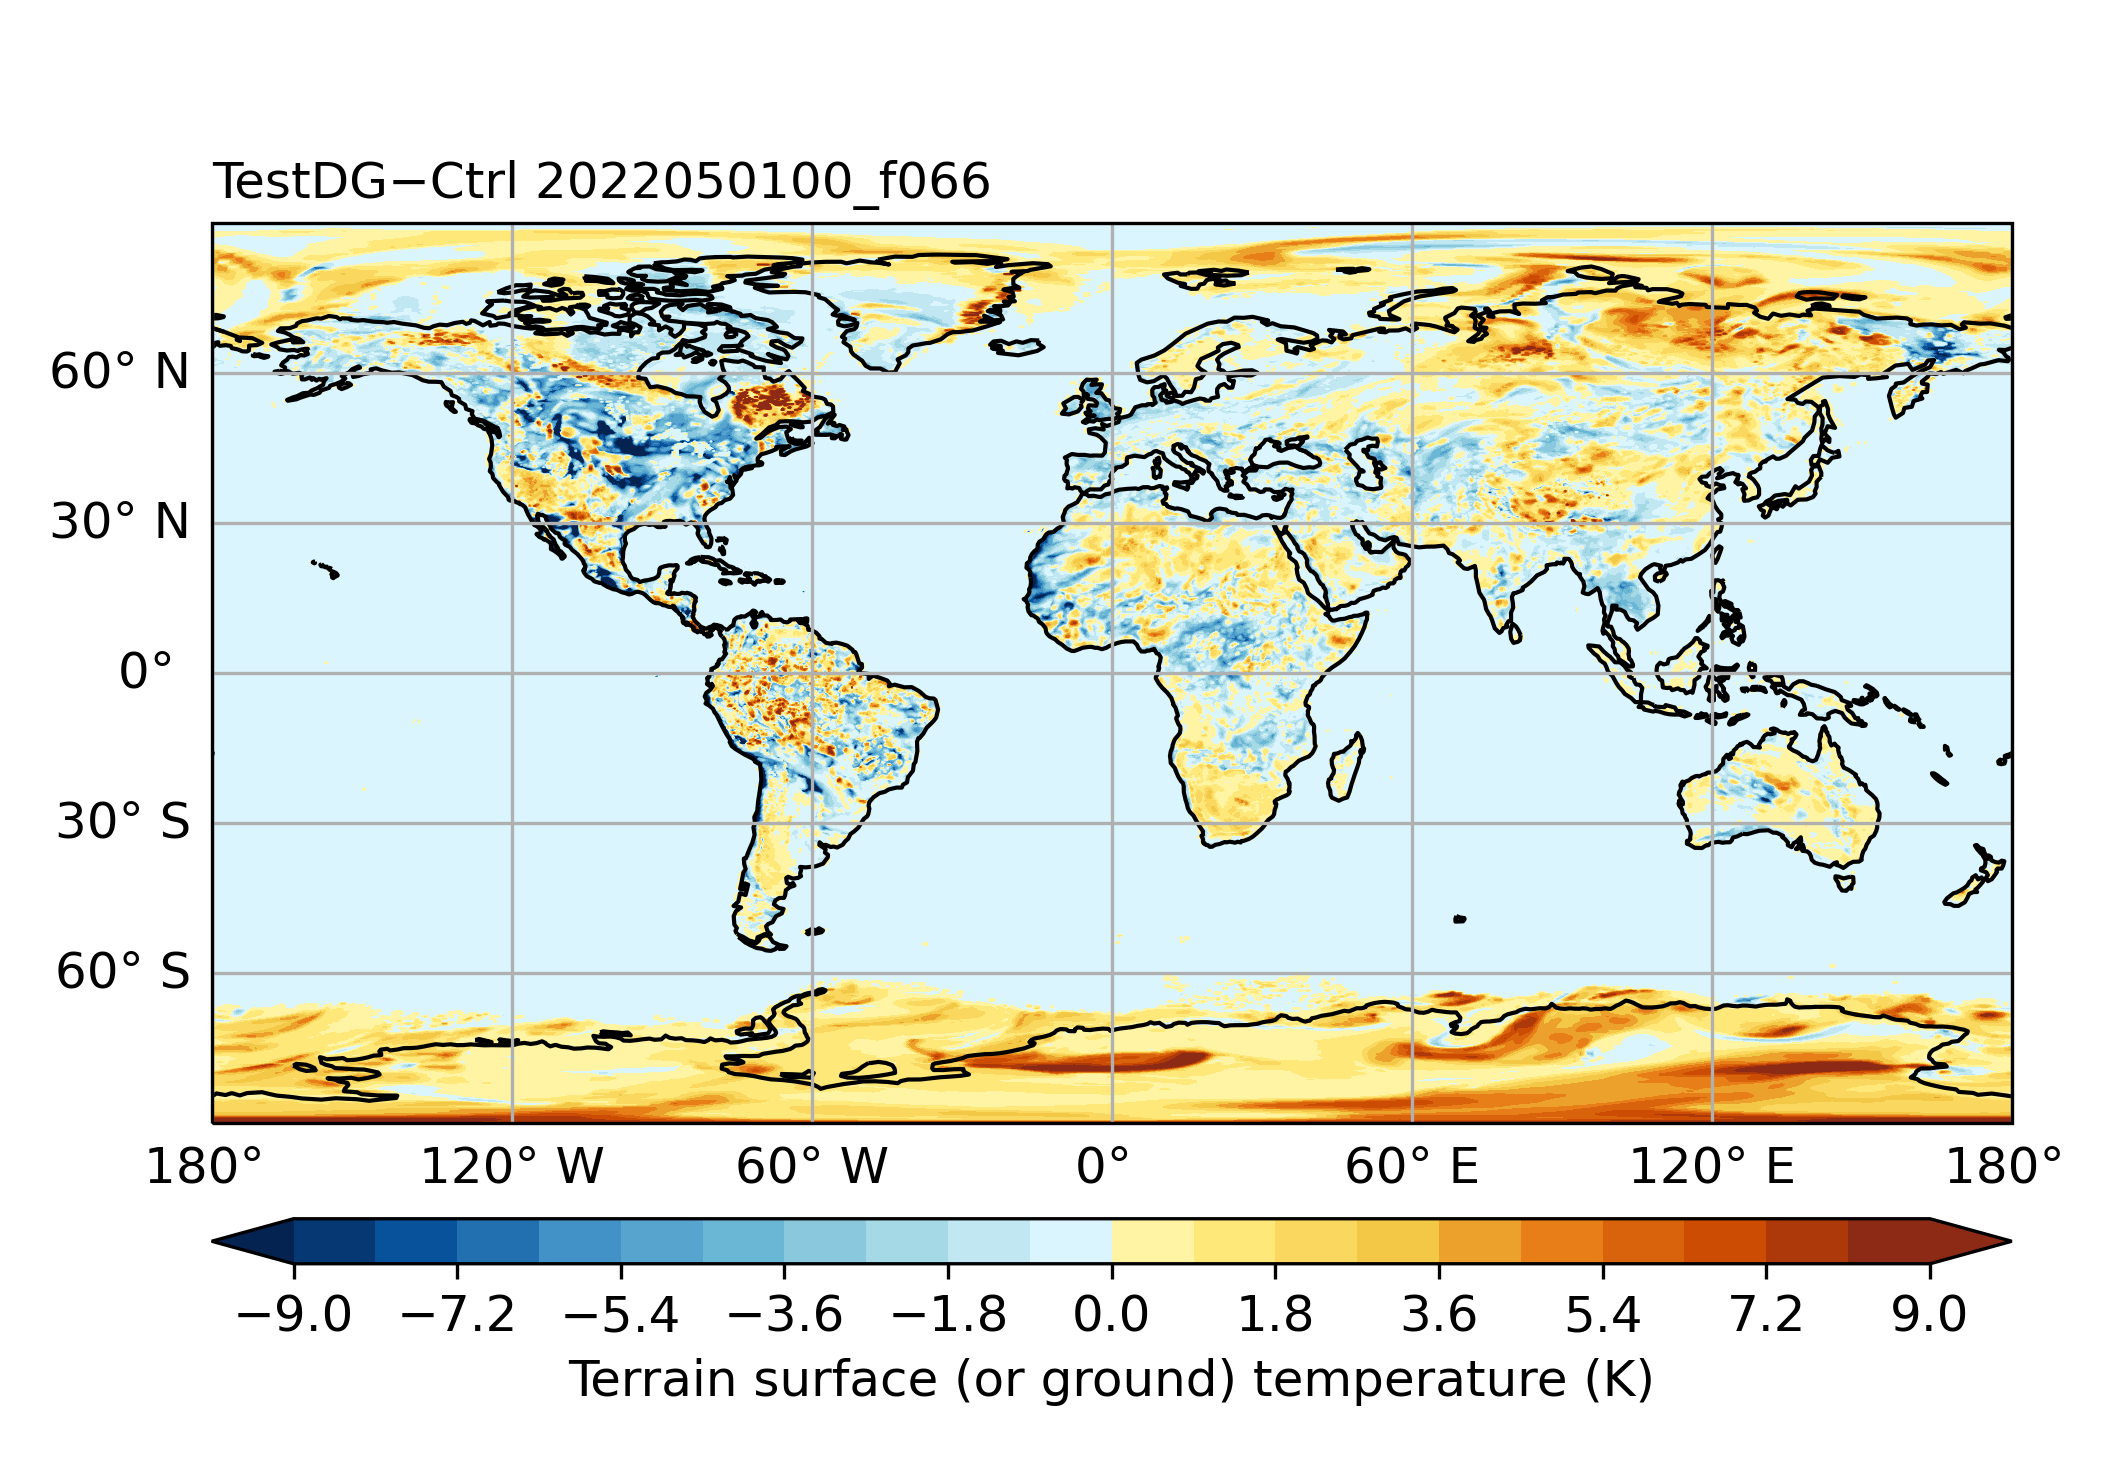 TestDG−Ctrl 2022050100_f066
60° N
30° N
0°
30° S
60° S
180° 120° W 60° W 0° 60° E 120° E 180°
−9.0 −7.2 −5.4 −3.6 −1.8 0.0 1.8 3.6 5.4 7.2 9.0
Terrain surface (or ground) temperature (K)